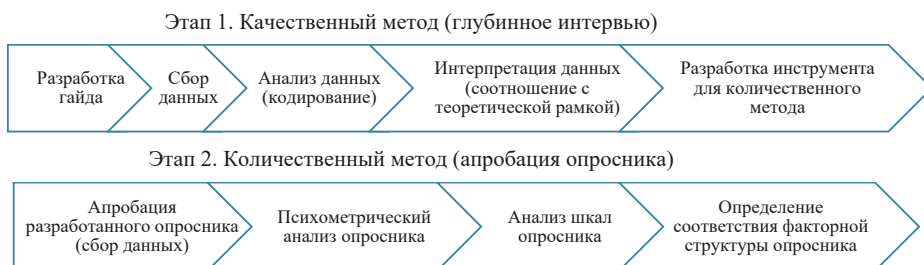 Этап 1. Качественный метод (глубинное интервью)
Разработка
гайда
Сбор
данных
Анализ данных
(кодирование)
Интерпретация данных
(соотношение с
теоретической рамкой)
Разработка инструмента
для количественного
метода
Этап 2. Количественный метод (апробация опросника)
Апробация
разработанного опросника
(сбор данных)
Психометрический
анализ опросника
Анализ шкал
опросника
Определение
соответствия факторной
структуры опросника